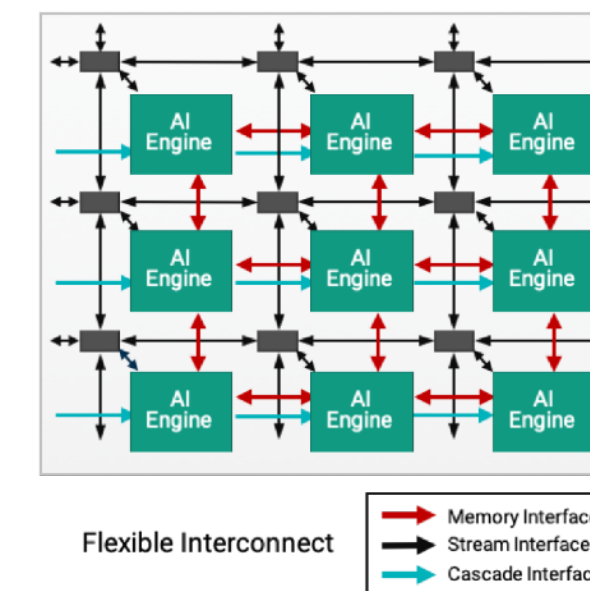 AI AI AI
Engine Engine Engine
AI AI AI
Engine Engine Engine
AI AI AI
Engine Engine Engine
Flexible Interconnect
Memory Interface
Stream Interface
Cascade Interfac